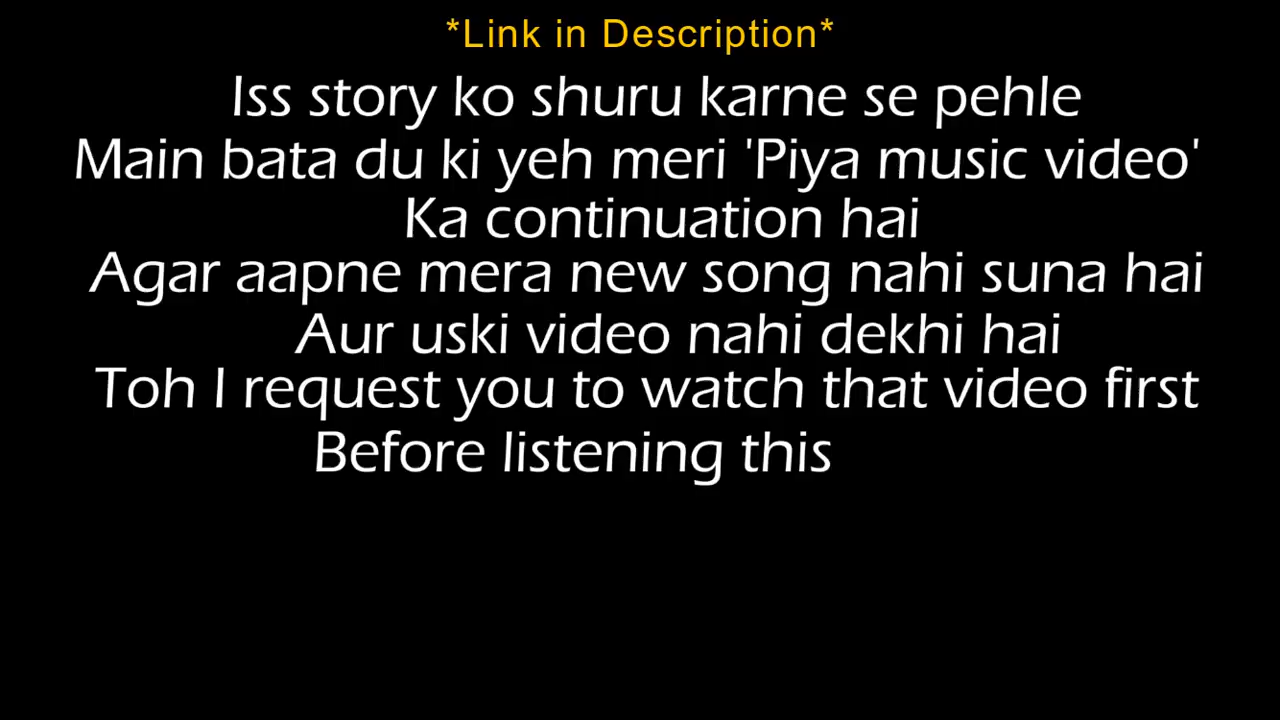 *Link in Description*
Iss story ko shuru karne se pehle
Main bata du ki yeh meri 'Piya music video'
Ka continuation hai
Agar aapne mera new song nahi suna hai
Aur uski video nahi dekhi hai
Toh I request you to watch that video first
Before listening this